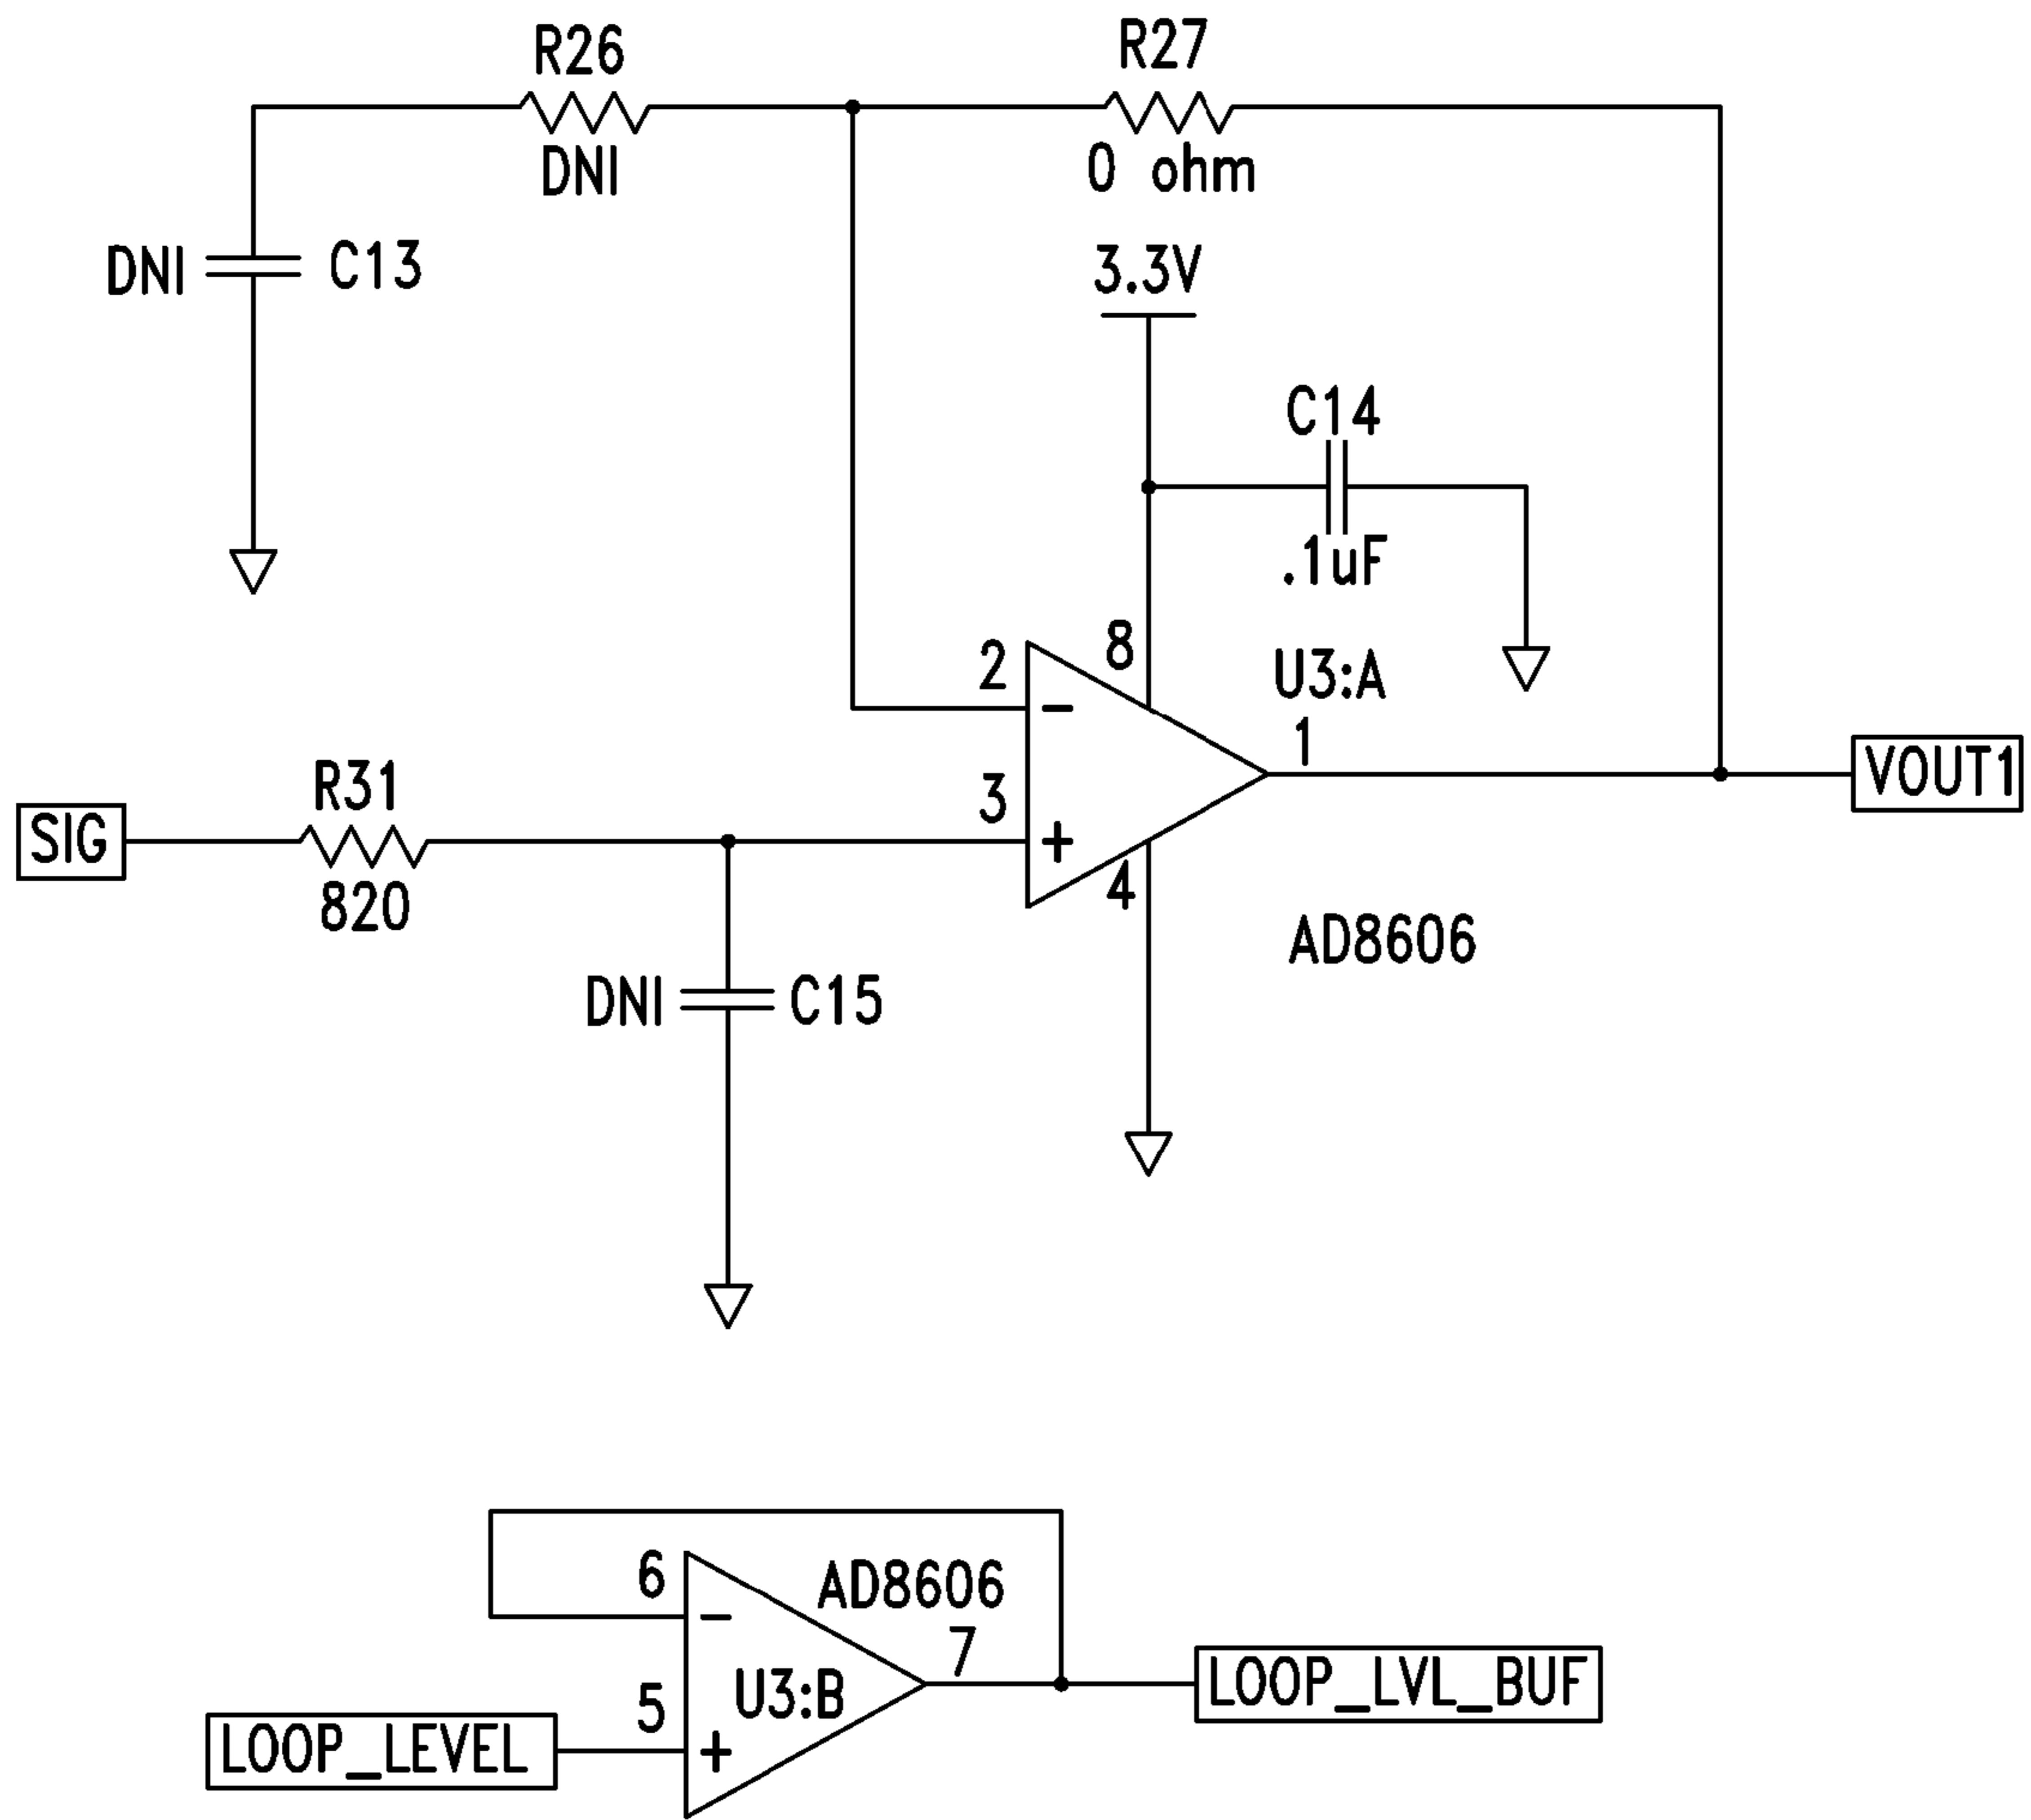 R26
R27
DNI
0 ohm
DNI
C13
3.3V
C14
.1uF
2
8
U3:A
1
VOUT1
3
R31
SIG
+
−
4
820
AD8606
DNI
C15
6
AD8606
−
7
5
U3:B
LOOP_LVL_BUF
LOOP_LEVEL
+